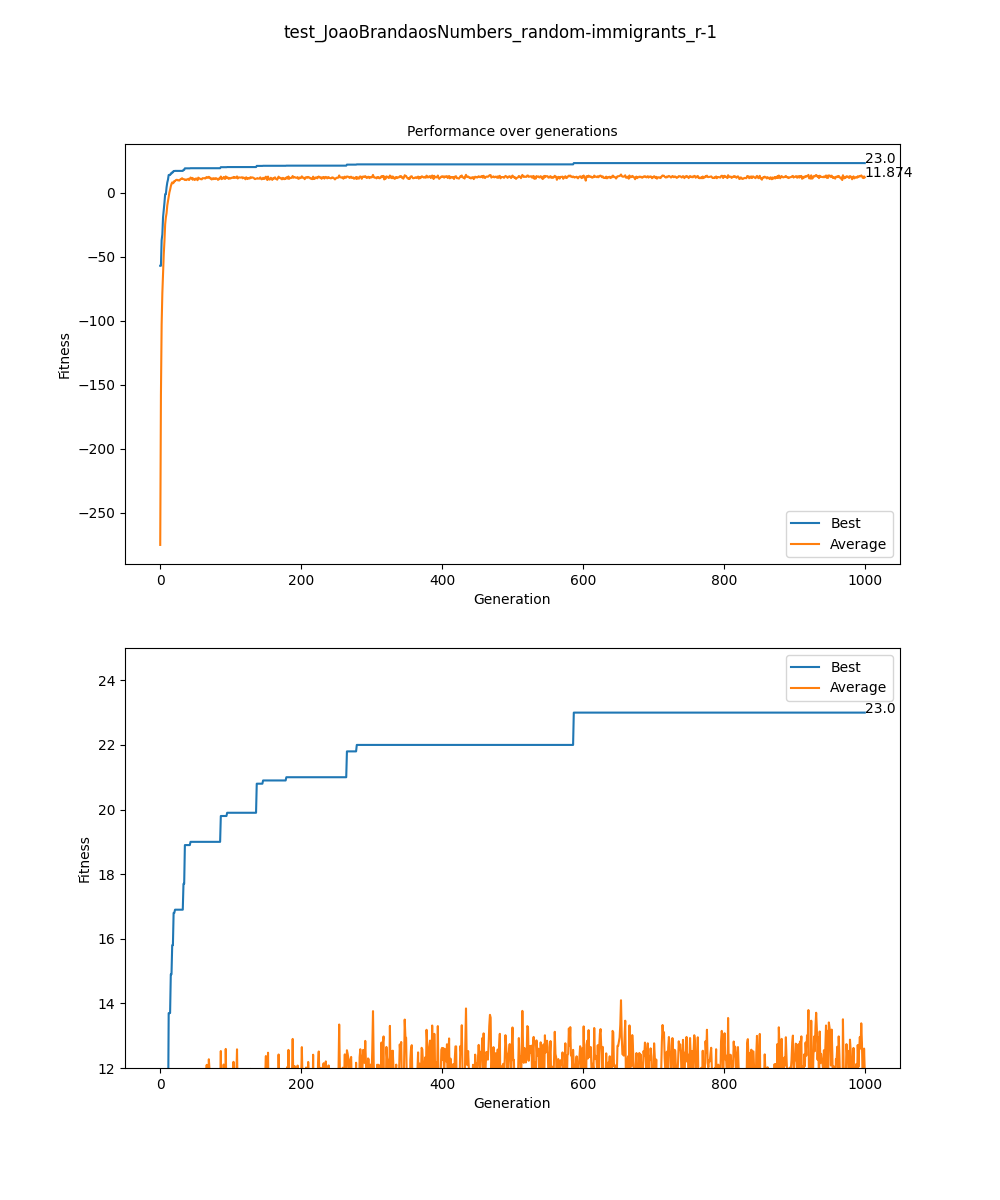 test_JoaoBrandaosNumbers_random-immigrants_r-1
Performance over generations
23.0
11.874
0
−50
−100
−150
−200
−250
Fitness
Best
Average
0 200 400 600 800 1000
Generation
24
22
20
18
16
14
12
Fitness
Best
Average
23.0
0 200 400 600 800 1000
Generation